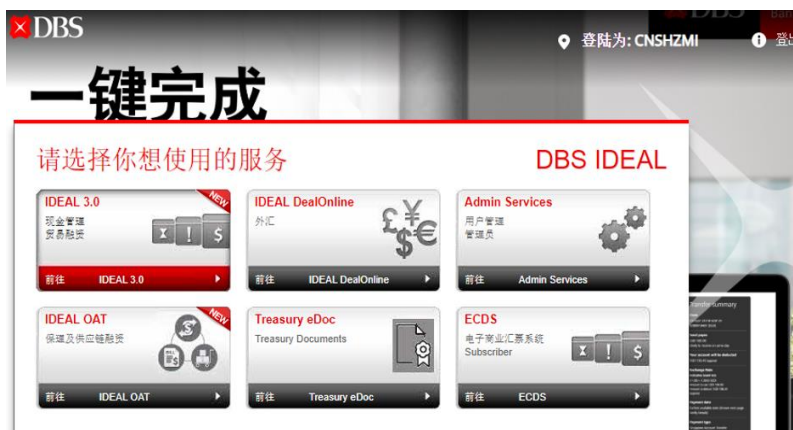 DBS
登陆为: CNSHZMI
一键完成
请选择你想使用的服务
DBS IDEAL
IDEAL 3.0
NEW
现金管理
贸易融资
前往 IDEAL 3.0
IDEAL DealOnline
外汇
前往 IDEAL DealOnline
Admin Services
用户管理
管理员
前往 Admin Services
IDEAL OAT
NEW
保理及供应链融资
前往 IDEAL OAT
Treasury eDoc
Treasury Documents
前往 Treasury eDoc
ECDS
电子商业汇票系统
Subscriber
前往 ECDS
Transfer summary